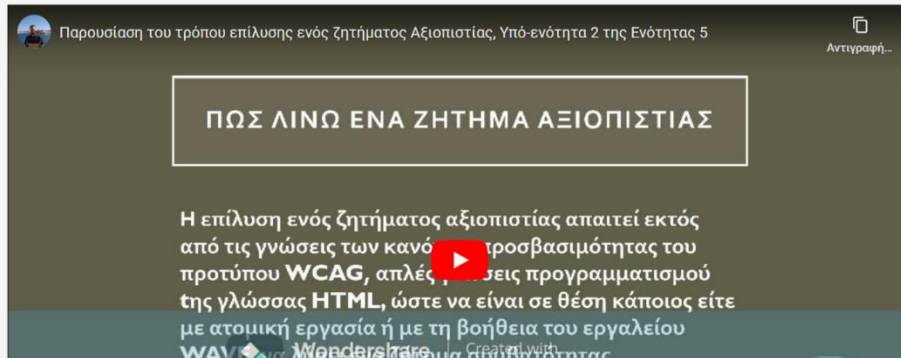 Παρουσίαση του τρόπου επίλυσης ενός ζητήματος Αξιοπιστίας, Υπό-ενότητα 2 της Ενότητας 5
Αντιγραφή...
ΠΩΣ ΛΙΝΩ ΕΝΑ ΖΗΤΗΜΑ ΑΞΙΟΠΙΣΤΙΑΣ
Η επίλυση ενός ζητήματος αξιοπιστίας απαιτεί εκτός
από τις γνώσεις των προσβασιμότητας του
προτύπου WCAG, απλές προγραμματισμού
tης γλώσσας HTML, ώστε να είναι σε θέση κάποιος είτε
με ατομική εργασία ή με τη βοήθεια του εργαλείου
Wondershare Created with